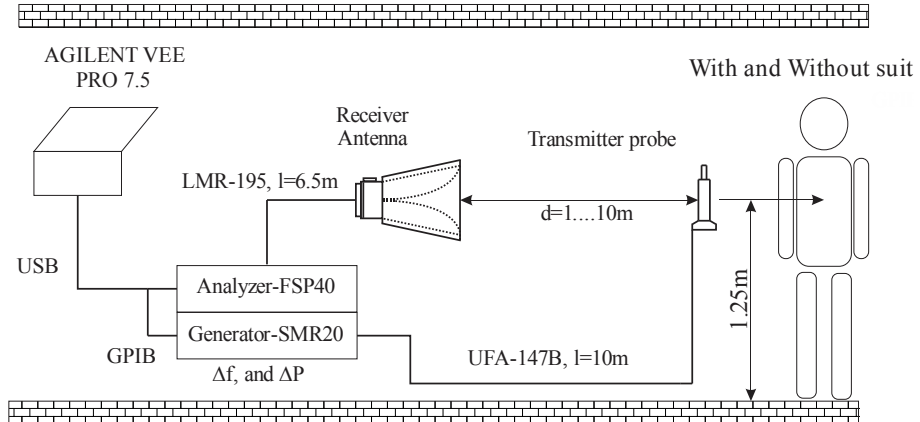 AGILENT VEE
PRO 7.5
With and Without suit
Receiver
Antenna
Transmitter probe
LMR-195, l=6.5m
d=1....10m
USB
Analyzer-FSP40
1.25m
Generator-SMR20
GPIB
UFA-147B, l=10m
Δf, and ΔP